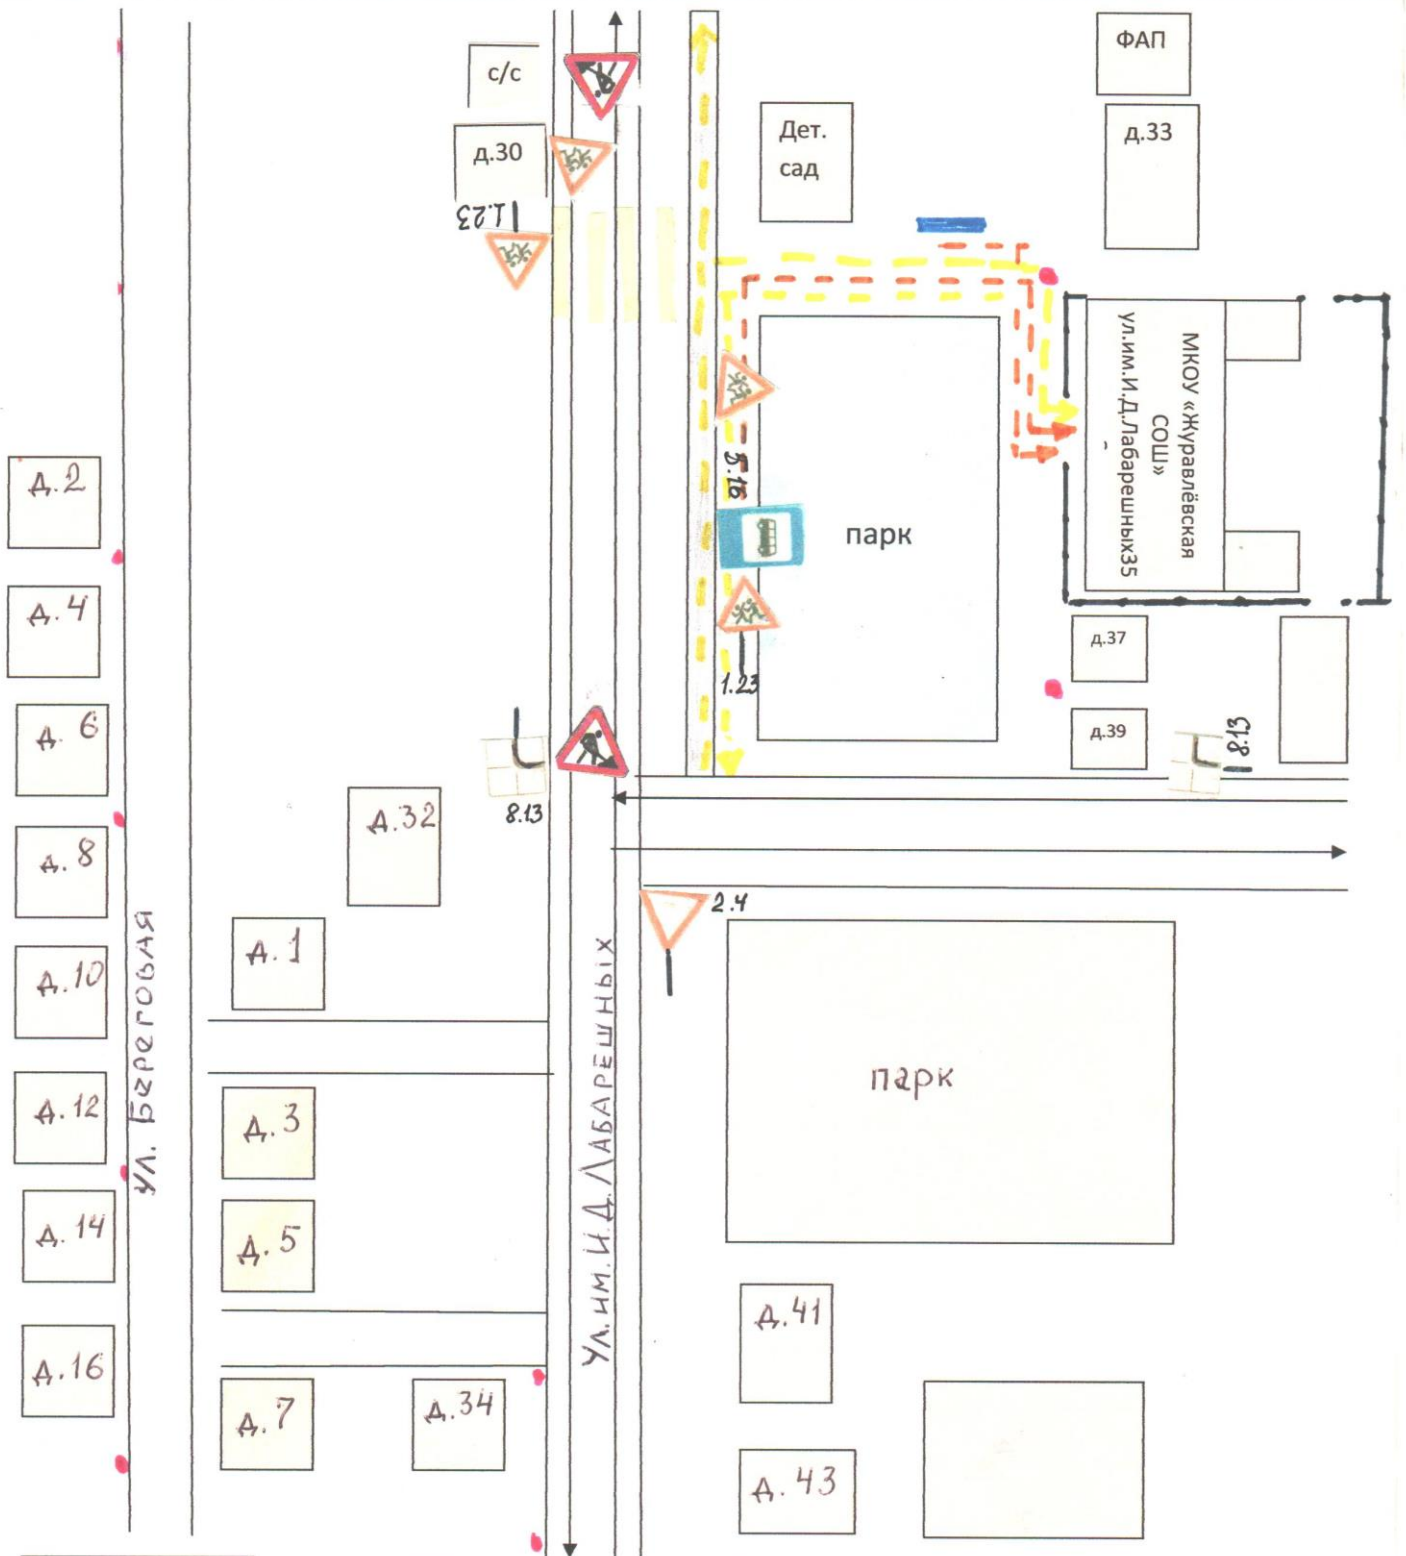 с/с
ФАП
д.30
Дет.
сад
д.33
1.23
МКОУ «Журавлёвская
СОШ»
ул.им.И.Д.Лабарешных35
5.16
парк
1.23
д.37
д.39
8.13
8.13
2.4
д.2
д.4
д.6
д.8
д.10
д.12
д.14
д.16
ул. Береговая
д.32
д.1
д.3
д.5
д.7
д.34
Ул. им. И.Д. Лабарешных
парк
д.41
д.43